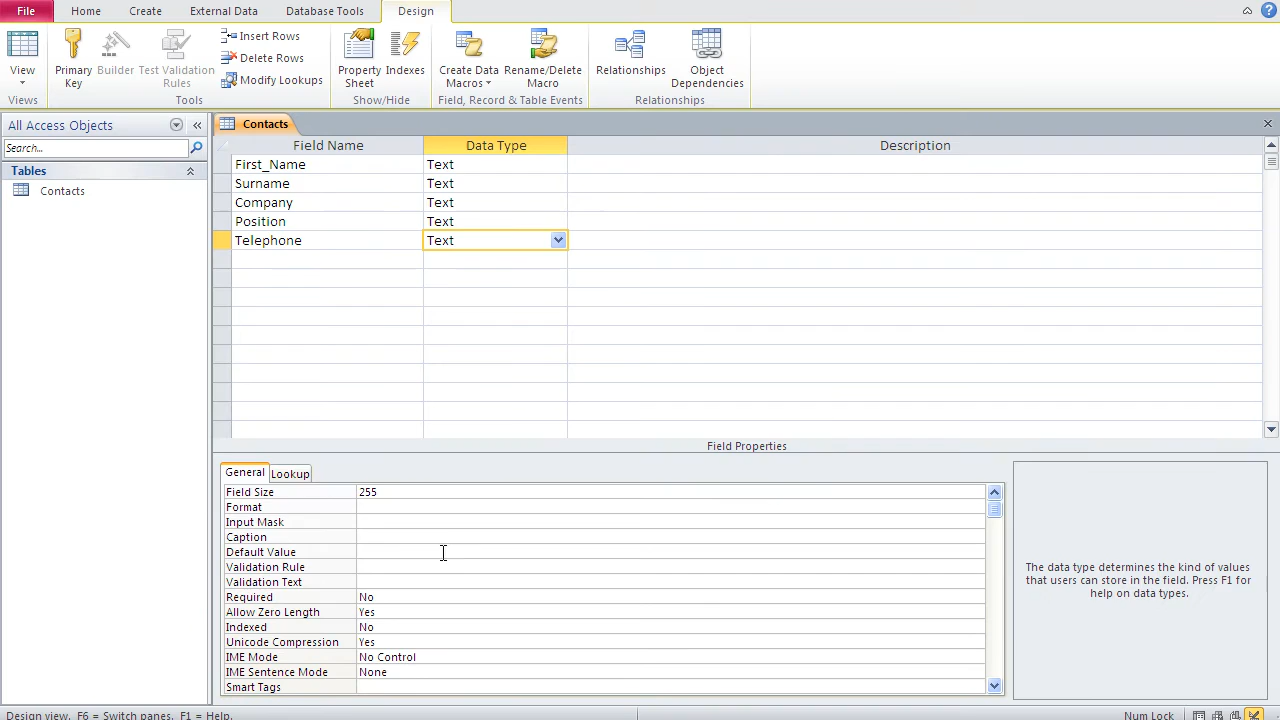 File Home Create External Data Database Tools Design
View
Primary Key
Builder
Test Validation Rules
Insert Rows
Delete Rows
Modify Lookups
Property Sheet
Indexes
Create Data Macros
Rename/Delete Macro
Relationships
Object Dependencies
Views Tools Show/Hide Field, Record & Table Events Relationships
All Access Objects
Search...
Tables
Contacts
Contacts
Field Name Data Type Description
First_Name Text
Surname Text
Company Text
Position Text
Telephone Text
Field Properties
General Lookup
Field Size 255
Format
Input Mask
Caption
Default Value
Validation Rule
Validation Text
Required No
Allow Zero Length Yes
Indexed No
Unicode Compression Yes
IME Mode No Control
IME Sentence Mode None
Smart Tags
The data type determines the kind of values
that users can store in the field. Press F1 for
help on data types.
Design view. F6 = Switch panes. F1 = Help. Num Lock